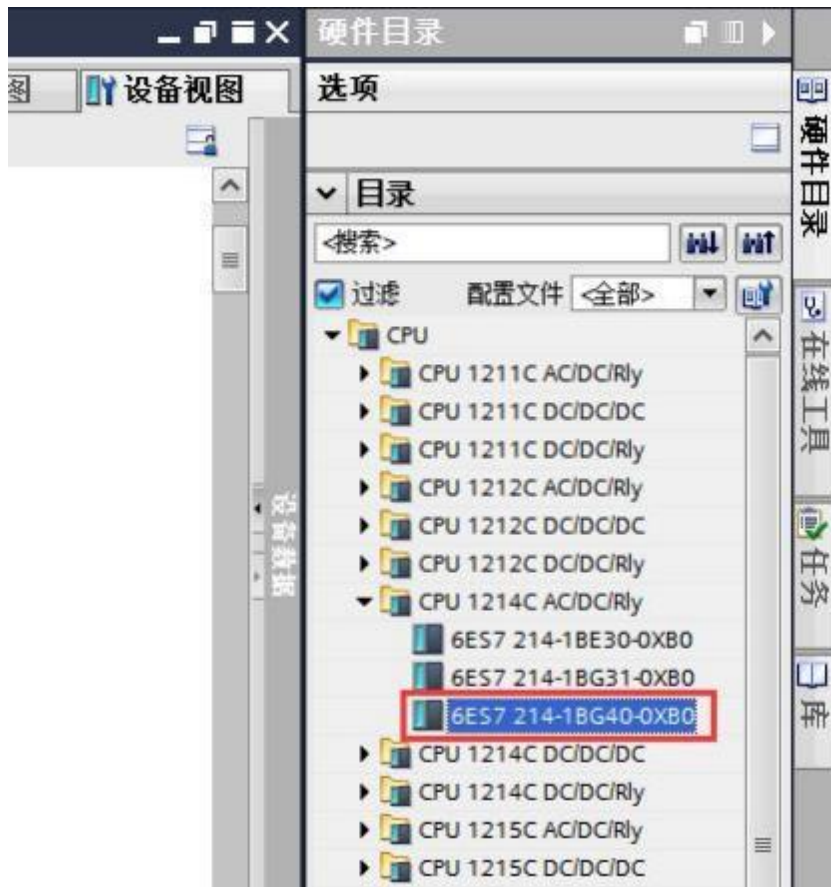 硬件目录
图
设备视图
选项
目录
<搜索>
过滤
配置文件
<全部>
CPU
CPU 1211C AC/DC/Rly
CPU 1211C DC/DC/DC
CPU 1211C DC/DC/Rly
CPU 1212C AC/DC/Rly
CPU 1212C DC/DC/DC
CPU 1212C DC/DC/Rly
CPU 1214C AC/DC/Rly
6ES7 214-1BE30-0XB0
6ES7 214-1BG31-0XB0
6ES7 214-1BG40-0XB0
CPU 1214C DC/DC/DC
CPU 1214C DC/DC/Rly
CPU 1215C AC/DC/Rly
CPU 1215C DC/DC/DC
设备数据
硬件目录
在线工具
任务
库